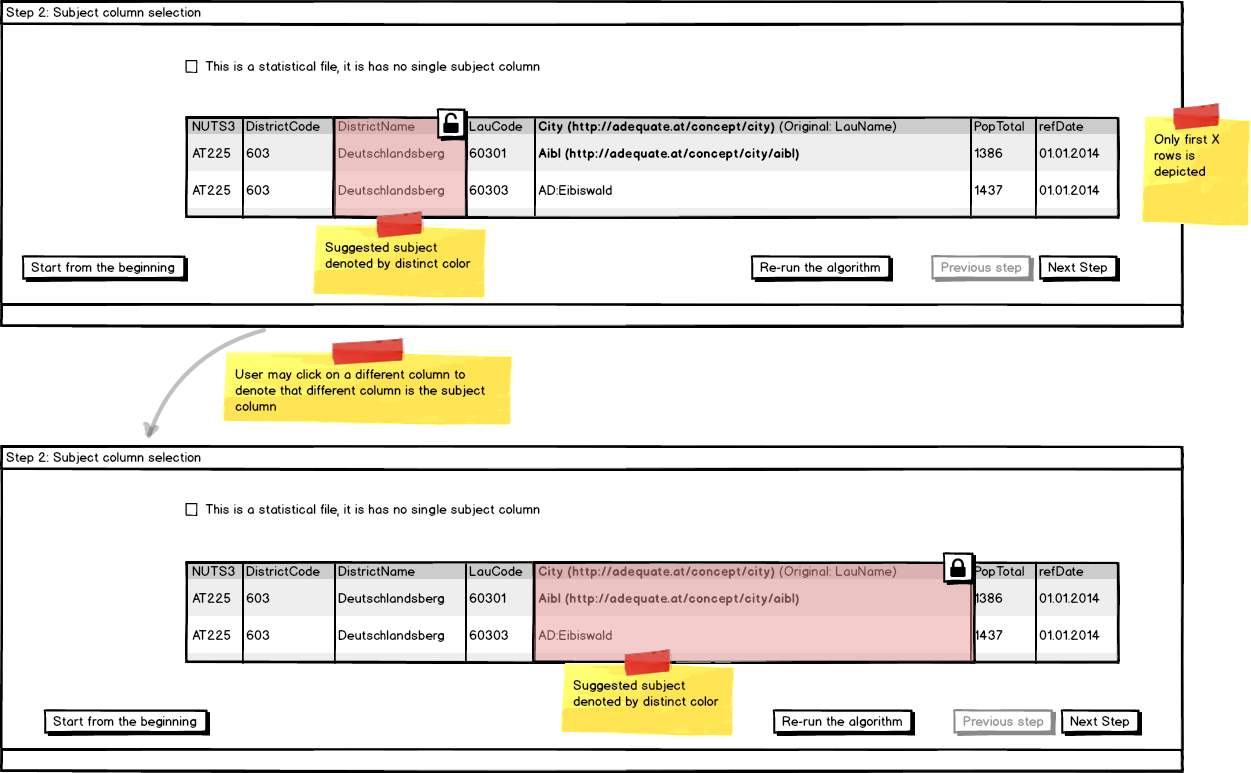 Step 2: Subject column selection
This is a statistical file, it is has no single subject column
NUTS3 DistrictCode DistrictName LauCode City (http://adequate.at/concept/city) (Original: LauName) PopTotal refDate
AT225 603 Deutschlandsberg 60301 Aibl (http://adequate.at/concept/city/aibl) 1386 01.01.2014
AT225 603 Deutschlandsberg 60303 AD:Eibiswald 1437 01.01.2014
Only first X
rows is
depicted
Suggested subject
denoted by distinct color
Start from the beginning Re-run the algorithm Previous step Next Step
User may click on a different column to
denote that different column is the subject
column
Step 2: Subject column selection
This is a statistical file, it is has no single subject column
NUTS3 DistrictCode DistrictName LauCode City (http://adequate.at/concept/city) (Original: LauName) PopTotal refDate
AT225 603 Deutschlandsberg 60301 Aibl (http://adequate.at/concept/city/aibl) 1386 01.01.2014
AT225 603 Deutschlandsberg 60303 AD:Eibiswald 1437 01.01.2014
Suggested subject
denoted by distinct color
Start from the beginning Re-run the algorithm Previous step Next Step